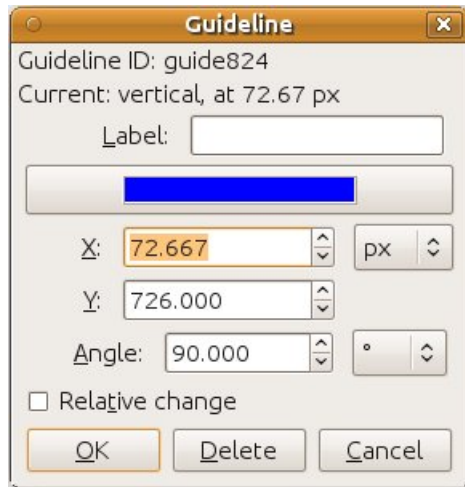 Guideline
Guideline ID: guide824
Current: vertical, at 72.67 px
Label:
X: 72.667 px
Y: 726.000
Angle: 90.000 °
Relative change
OK Delete Cancel